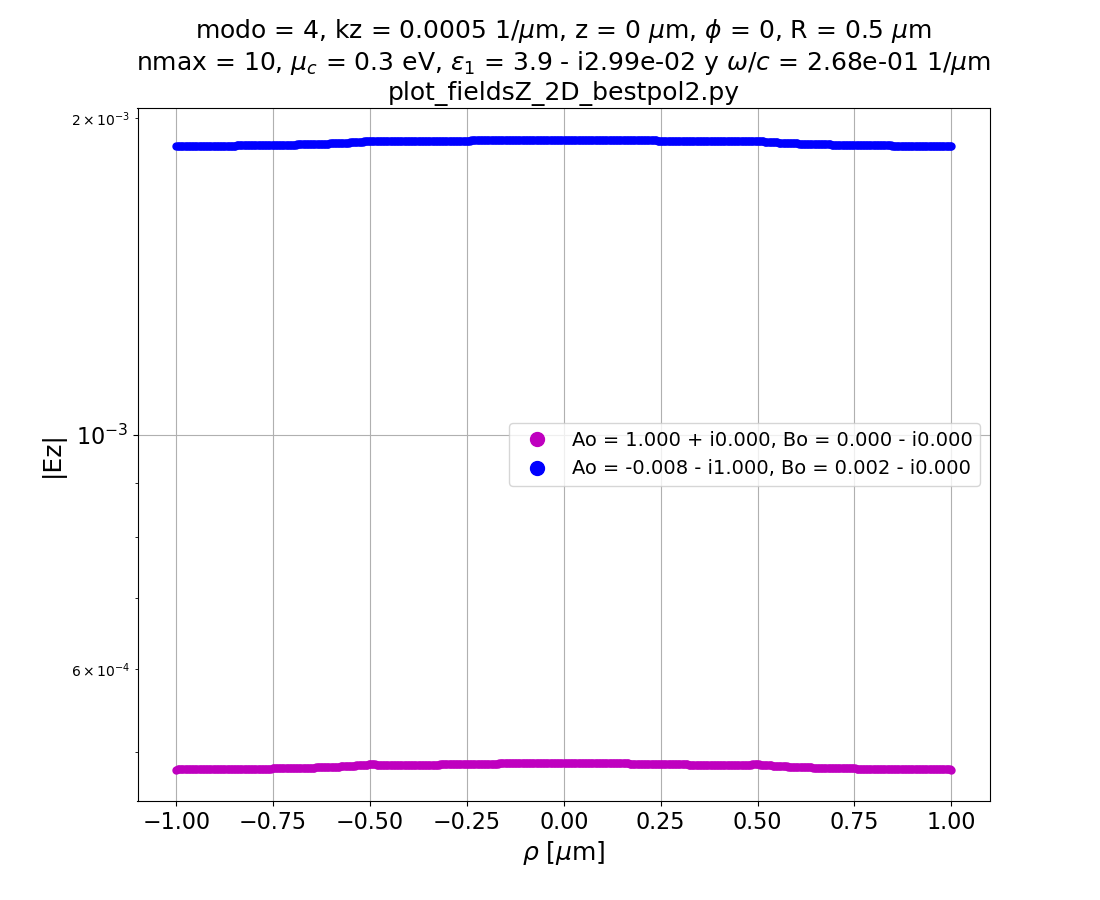 modo = 4, kz = 0.0005 1/μm, z = 0 μm, ϕ = 0, R = 0.5 μm
nmax = 10, μ_c = 0.3 eV, ε_1 = 3.9 - i2.99e-02 y ω/c = 2.68e-01 1/μm
plot_fieldsZ_2D_bestpol2.py
2 × 10⁻³
10⁻³
6 × 10⁻⁴
|Ez|
Ao = 1.000 + i0.000, Bo = 0.000 - i0.000
Ao = -0.008 - i1.000, Bo = 0.002 - i0.000
−1.00 −0.75 −0.50 −0.25 0.00 0.25 0.50 0.75 1.00
ρ [μm]